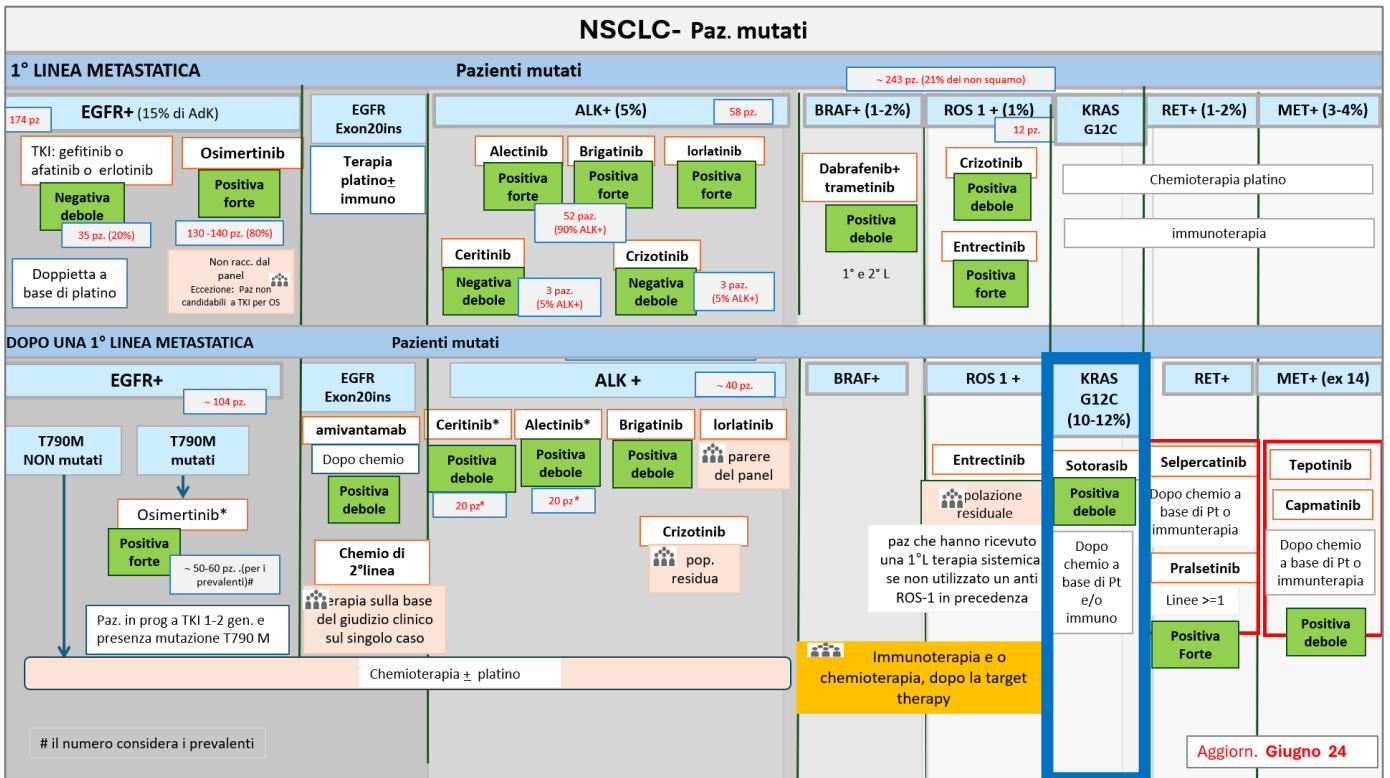 NSCLC- Paz. mutati
1° LINEA METASTATICA
Pazienti mutati
~ 243 pz. (21% dei non squamo)
174 pz
EGFR+ (15% di AdK)
EGFR
Exon20ins
ALK+ (5%)
58 pz.
BRAF+ (1-2%)
ROS 1 + (1%)
12 pz.
KRAS
G12C
RET+ (1-2%)
MET+ (3-4%)
TKI: gefitinib o
afatinib o erlotinib
Negativa
debole
35 pz. (20%)
Doppietta a
base di platino
Osimertinib
Positiva
forte
130 -140 pz. (80%)
Non racc. dal
panel
Eccezione: Paz non
candidabili a TKI per OS
Terapia
platino±
immuno
Alectinib
Positiva
forte
Brigatinib
Positiva
forte
lorlatinib
Positiva
forte
52 paz.
(90% ALK+)
Ceritinib
Negativa
debole
3 paz.
(5% ALK+)
Crizotinib
Negativa
debole
3 paz.
(5% ALK+)
Dabrafenib+
trametinib
Positiva
debole
1° e 2° L
Crizotinib
Positiva
debole
Entrectinib
Positiva
forte
Chemioterapia platino
immunoterapia
DOPO UNA 1° LINEA METASTATICA
Pazienti mutati
EGFR+
~ 104 pz.
EGFR
Exon20ins
ALK +
~ 40 pz.
BRAF+
ROS 1 +
KRAS
G12C
(10-12%)
RET+
MET+ (ex 14)
T790M
NON mutati
T790M
mutati
Osimertinib*
Positiva
forte
~ 50-60 pz. .(per i
prevalenti)#
Paz. in prog a TKI 1-2 gen. e
presenza mutazione T790 M
amivantamab
Dopo chemio
Positiva
debole
Chemio di
2°linea
erapia sulla base
del giudizio clinico
sul singolo caso
Ceritinib*
Positiva
debole
20 pz#
Alectinib*
Positiva
debole
20 pz #
Brigatinib
Positiva
debole
lorlatinib
parere
del panel
Crizotinib
pop.
residua
Entrectinib
polazione
residuale
paz che hanno ricevuto
una 1°L terapia sistemica
se non utilizzato un anti
ROS-1 in precedenza
Sotorasib
Positiva
debole
Dopo
chemio a
base di Pt
e/o
immuno
Selpercatinib
Dopo chemio a
base di Pt o
immunterapia
Pralsetinib
Linee >=1
Positiva
Forte
Tepotinib
Capmatinib
Dopo chemio
a base di Pt o
immunterapia
Positiva
debole
Chemioterapia ± platino
Immunoterapia e o
chemioterapia, dopo la target
therapy
# il numero considera i prevalenti
Aggiorn. Giugno 24